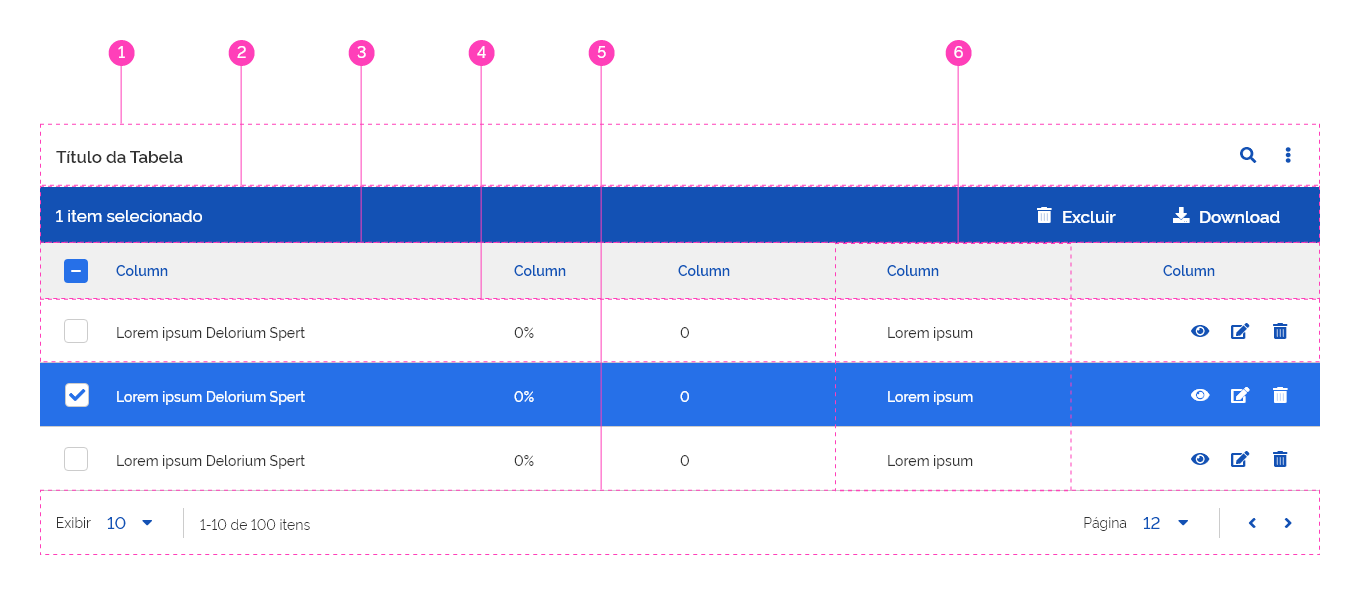 1 2 3 4 5 6
Título da Tabela
1 item selecionado Excluir Download
Column Column Column Column Column
Lorem ipsum Delorium Spert 0% 0 Lorem ipsum
Lorem ipsum Delorium Spert 0% 0 Lorem ipsum
Lorem ipsum Delorium Spert 0% 0 Lorem ipsum
Exibir 10 1-10 de 100 itens Página 12